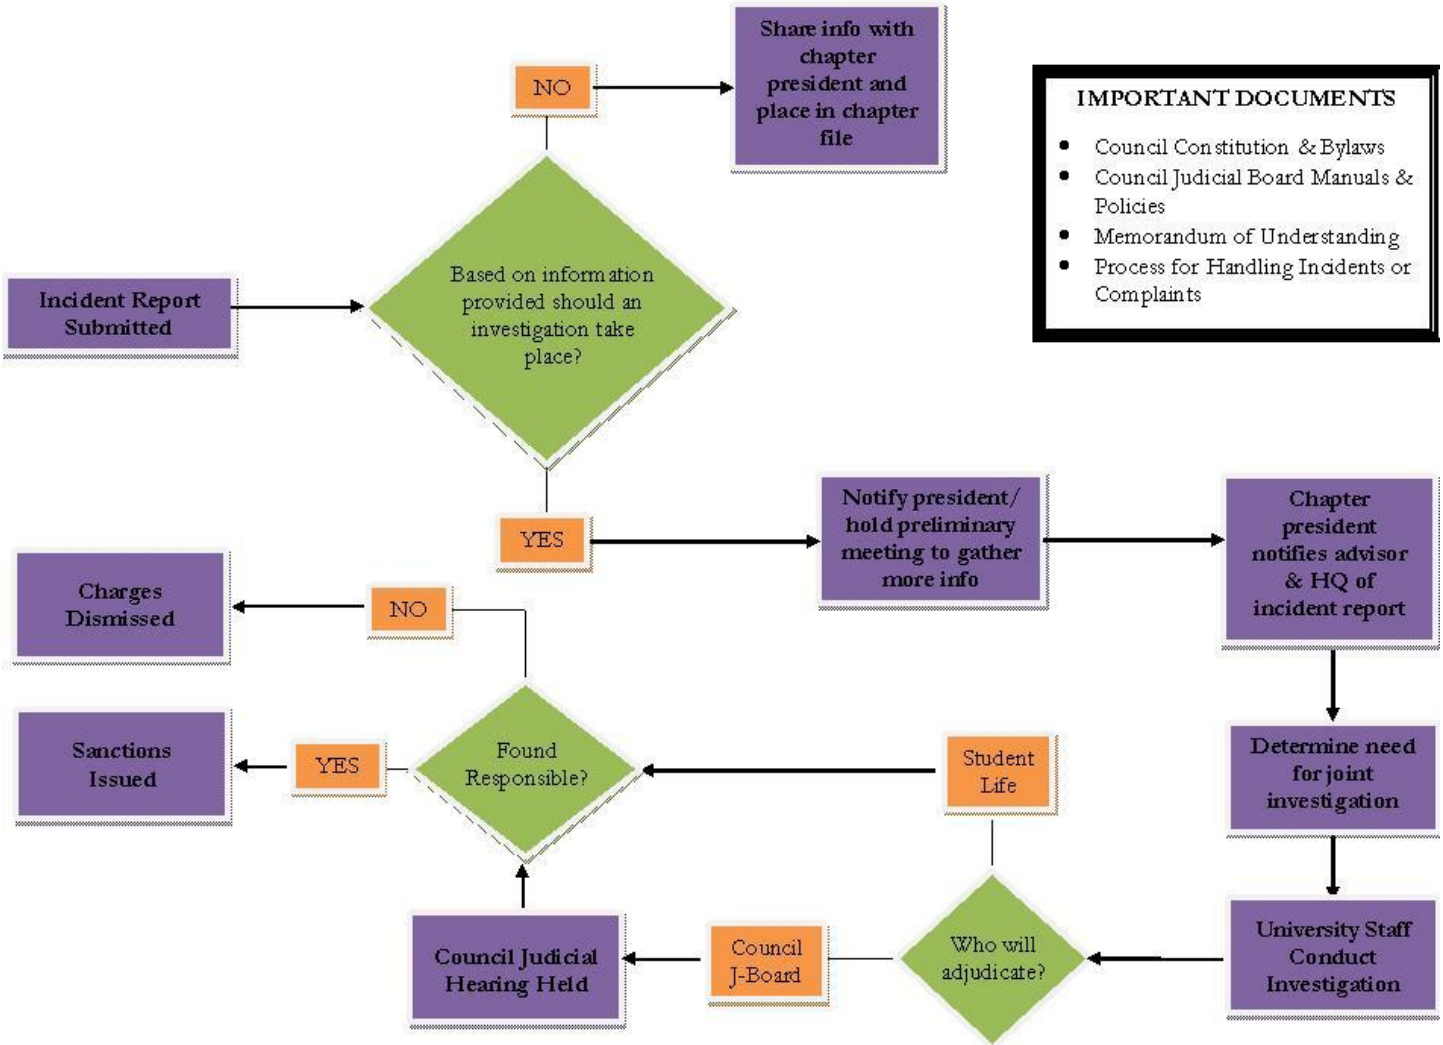 Share info with
chapter
president and
place in chapter
file
NO
IMPORTANT DOCUMENTS
• Council Constitution & Bylaws
• Council Judicial Board Manuals &
Policies
• Memorandum of Understanding
• Process for Handling Incidents or
Complaints
Incident Report
Submitted
Based on information
provided should an
investigation take
place?
YES
Notify president/
hold preliminary
meeting to gather
more info
Chapter
president
notifies advisor
& HQ of
incident report
Charges
Dismissed
NO
Sanctions
Issued
YES
Found
Responsible?
Student
Life
Determine need
for joint
investigation
Council Judicial
Hearing Held
Council
J-Board
Who will
adjudicate?
University Staff
Conduct
Investigation